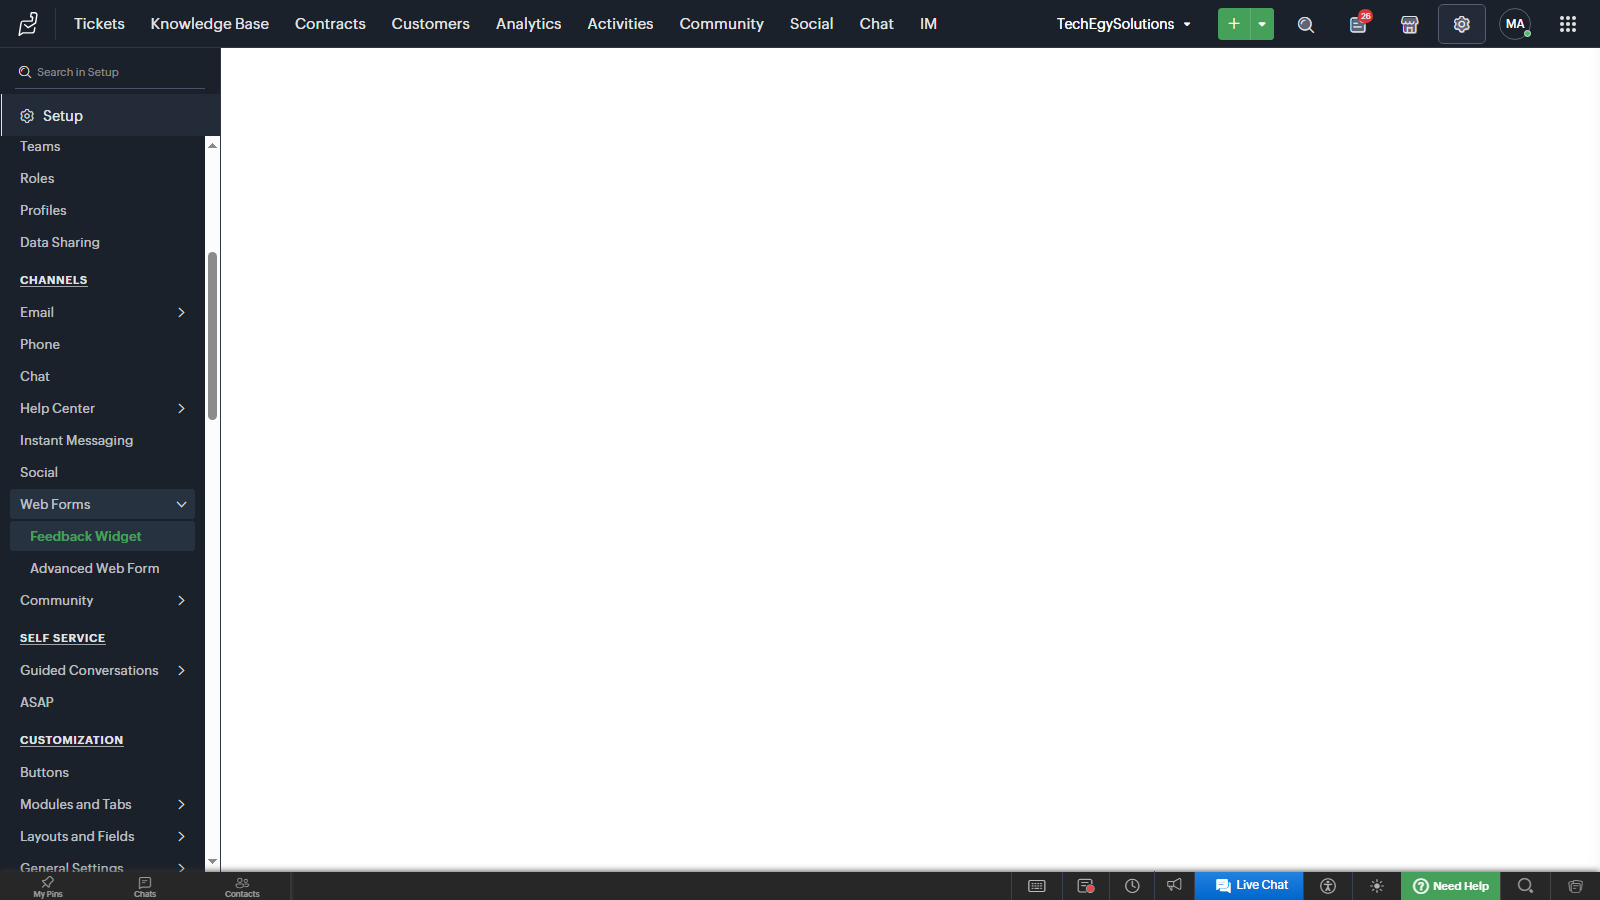 Tickets Knowledge Base Contracts Customers Analytics Activities Community Social Chat IM TechEgySolutions 26 MA
Search in Setup
Setup
Teams
Roles
Profiles
Data Sharing
CHANNELS
Email
Phone
Chat
Help Center
Instant Messaging
Social
Web Forms
Feedback Widget
Advanced Web Form
Community
SELF SERVICE
Guided Conversations
ASAP
CUSTOMIZATION
Buttons
Modules and Tabs
Layouts and Fields
General Settings
My Pins Chats Contacts Live Chat Need Help